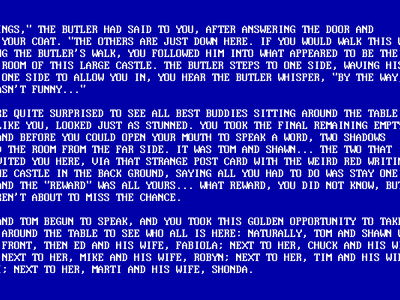 INGS," THE BUTLER HAD SAID TO YOU, AFTER ANSWERING THE DOOR AND
YOUR COAT. "THE OTHERS ARE JUST DOWN HERE. IF YOU WOULD WALK THIS
NG THE BUTLER'S WALK, YOU FOLLOWED HIM INTO WHAT APPEARED TO BE THE
ROOM OF THIS LARGE CASTLE. THE BUTLER STEPS TO ONE SIDE, WAVING HIS
ONE SIDE TO ALLOW YOU IN, YOU HEAR THE BUTLER WHISPER, "BY THE WAY,
ASN'T FUNNY..."
RE QUITE SURPRISED TO SEE ALL BEST BUDDIES SITTING AROUND THE TABLE
LIKE YOU, LOOKED JUST AS STUNNED. YOU TOOK THE FINAL REMAINING EMPTY
AND BEFORE YOU COULD OPEN YOUR MOUTH TO SPEAK A WORD, TWO SHADOWS
D THE ROOM FROM THE FAR SIDE. IT WAS TOM AND SHAWN... THE TWO THAT
VITED YOU HERE, VIA THAT STRANGE POST CARD WITH THE WEIRD RED WRITIN
HE CASTLE IN THE BACK GROUND, SAYING ALL YOU HAD TO DO WAS STAY ONE
AND THE "REWARD" WAS ALL YOURS... WHAT REWARD, YOU DID NOT KNOW, BUT
REN'T ABOUT TO MISS THE CHANCE.
AND TOM BEGUN TO SPEAK, AND YOU TOOK THIS GOLDEN OPPORTUNITY TO TAKE
AROUND THE TABLE TO SEE WHO ALL IS HERE: NATURALLY, TOM AND SHAWN
FRONT, THEN ED AND HIS WIFE, FABIOLA; NEXT TO HER, CHUCK AND HIS WI
NEXT TO HER, MIKE AND HIS WIFE, ROBYN; NEXT TO HER, TIM AND HIS WI
; NEXT TO HER, MARTI AND HIS WIFE, SHONDA.